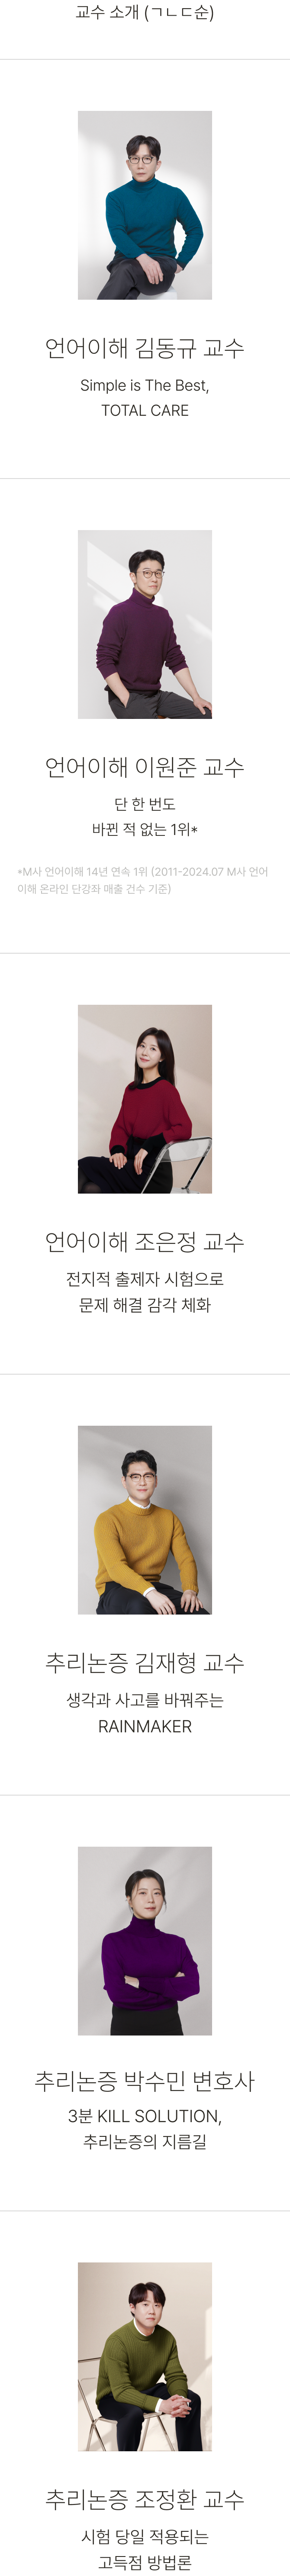 교수 소개 (ㄱㄴㄷ순)
언어이해 김동규 교수
Simple is The Best,
TOTAL CARE
언어이해 이원준 교수
단 한 번도
바뀐 적 없는 1위*
*M사 언어이해 14년 연속 1위 (2011-2024.07 M사 언어
이해 온라인 단강좌 매출 건수 기준)
언어이해 조은정 교수
전지적 출제자 시험으로
문제 해결 감각 체화
추리논증 김재형 교수
생각과 사고를 바꿔주는
RAINMAKER
추리논증 박수민 변호사
3분 KILL SOLUTION,
추리논증의 지름길
추리논증 조정환 교수
시험 당일 적용되는
고득점 방법론